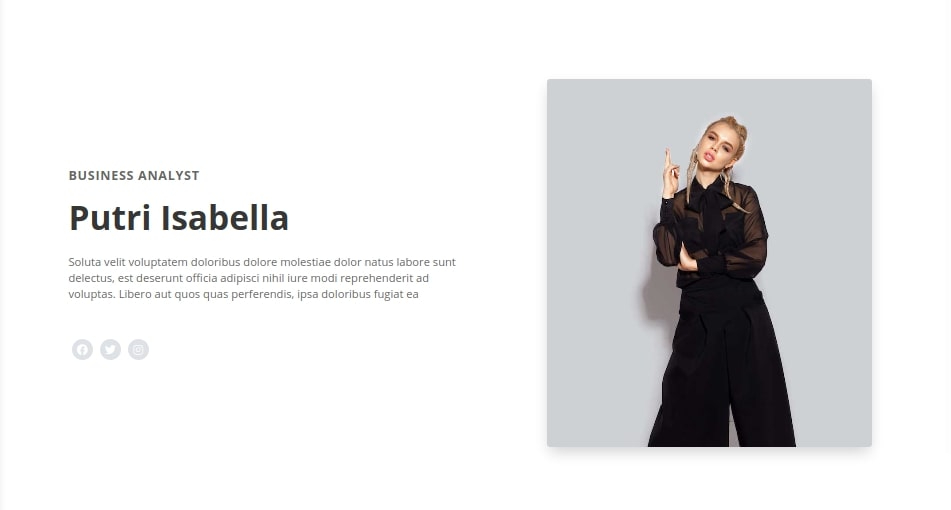 BUSINESS ANALYST
Putri Isabella
Soluta velit voluptatem doloribus dolore molestiae dolor natus labore sunt
delectus, est deserunt officia adipisci nihil iure modi reprehenderit ad
voluptas. Libero aut quos quas perferendis, ipsa doloribus fugiat ea